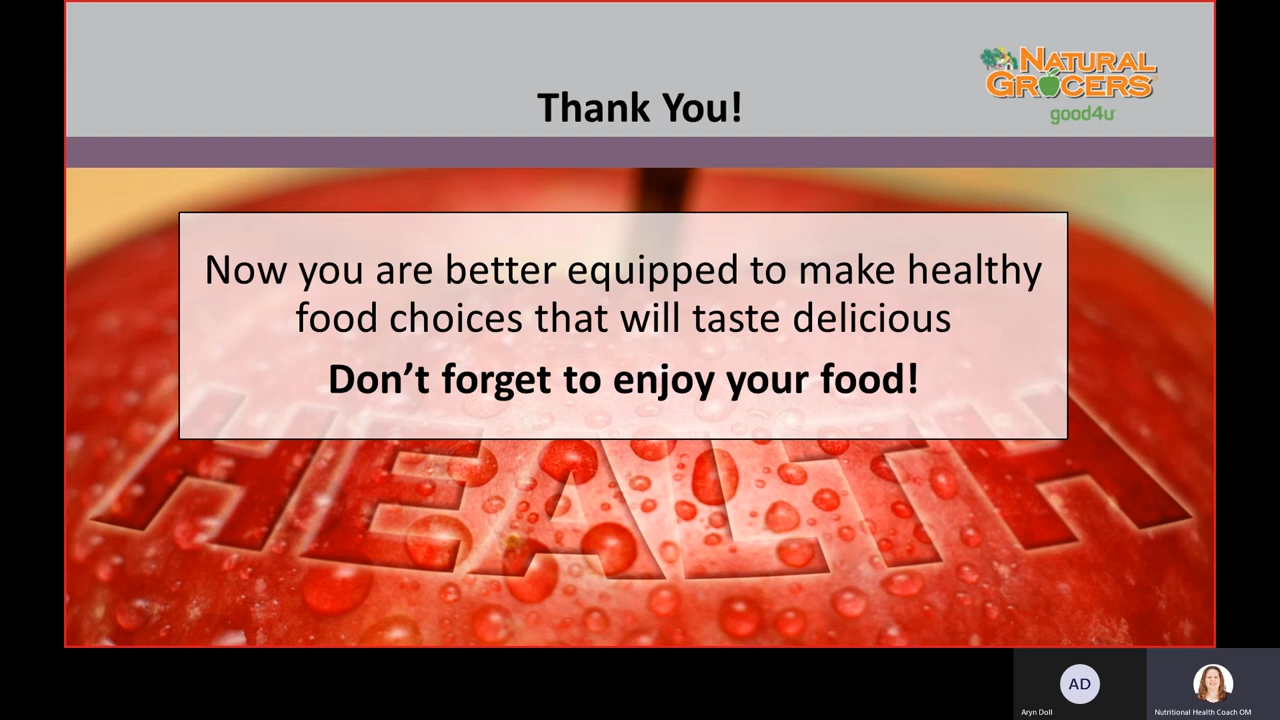 Thank You!
NATURAL
GROCERS
good4u
Now you are better equipped to make healthy
food choices that will taste delicious
Don’t forget to enjoy your food!
HEALTH
AD
Aryn Doll
Nutritional Health Coach OM